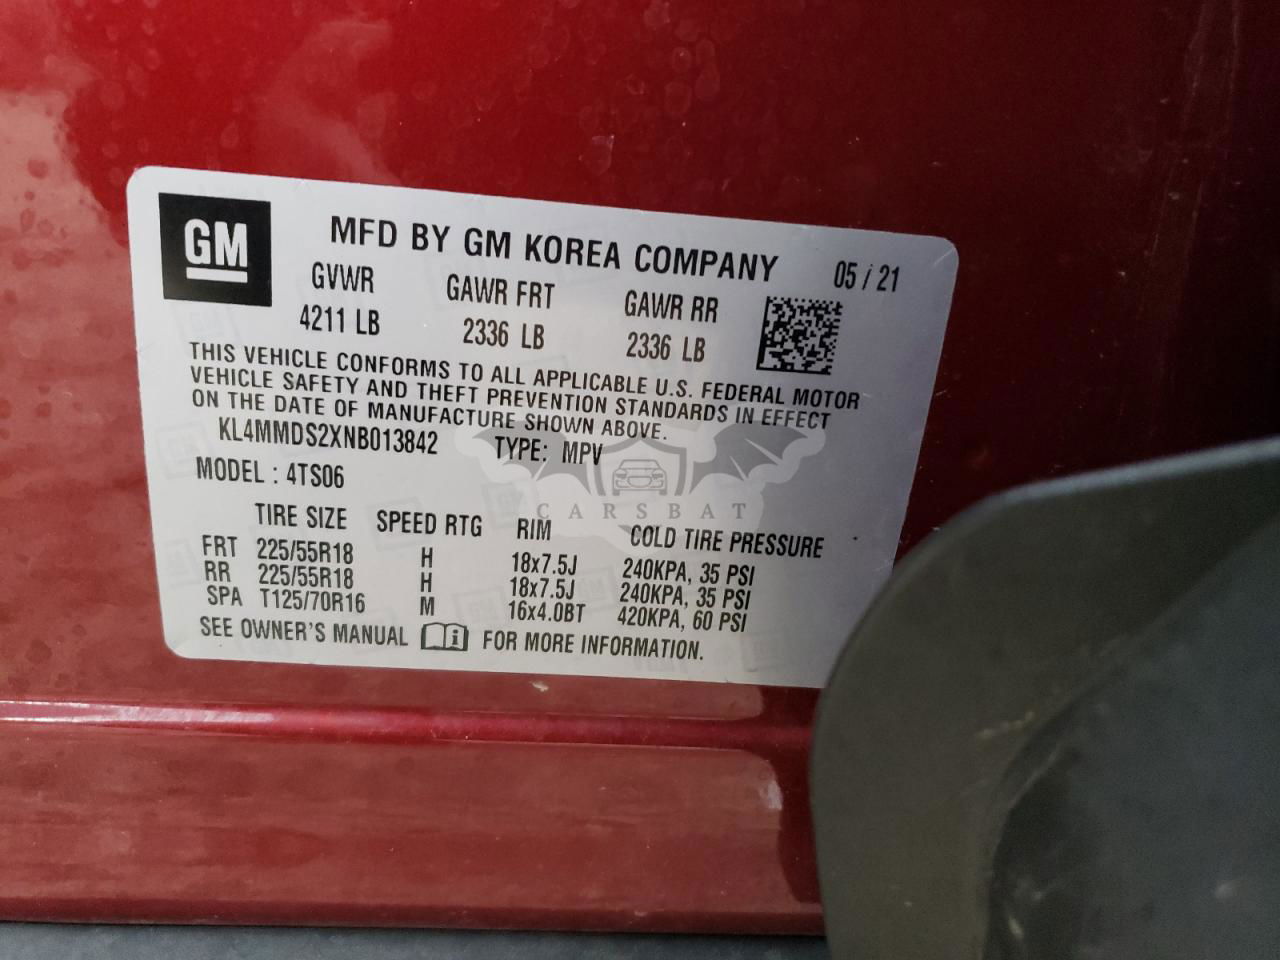 GM
MFD BY GM KOREA COMPANY 05 / 21
GVWR GAWR FRT GAWR RR
4211 LB 2336 LB 2336 LB
THIS VEHICLE CONFORMS TO ALL APPLICABLE U.S. FEDERAL MOTOR
VEHICLE SAFETY AND THEFT PREVENTION STANDARDS IN EFFECT
ON THE DATE OF MANUFACTURE SHOWN ABOVE.
KL4MMDS2XNB013842 TYPE: MPV
MODEL : 4TS06
CARSBAT
TIRE SIZE SPEED RTG RIM COLD TIRE PRESSURE
FRT 225/55R18 H 18x7.5J 240KPA, 35 PSI
RR 225/55R18 H 18x7.5J 240KPA, 35 PSI
SPA T125/70R16 M 16x4.0BT 420KPA, 60 PSI
SEE OWNER'S MANUAL i FOR MORE INFORMATION.